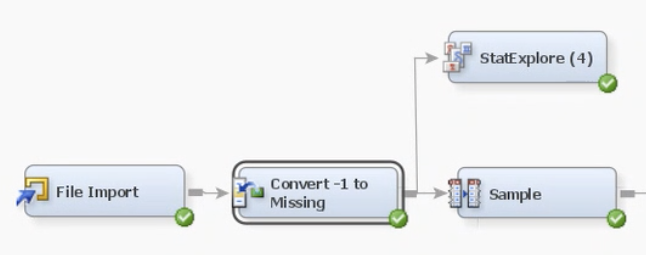 StatExplore (4)
File Import
Convert -1 to
Missing
Sample